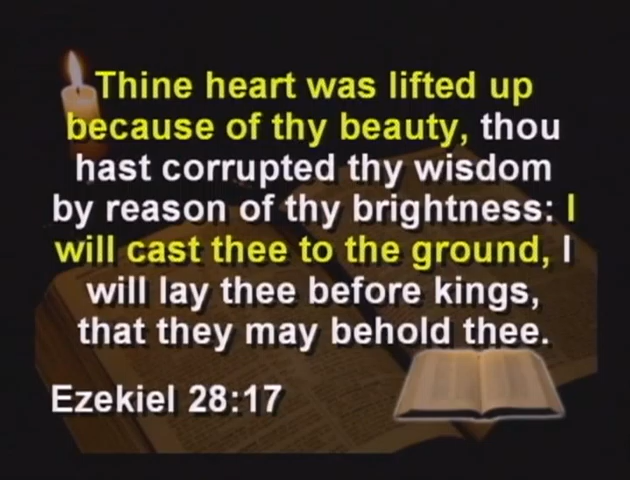 Thine heart was lifted up
because of thy beauty, thou
hast corrupted thy wisdom
by reason of thy brightness: I
will cast thee to the ground, I
will lay thee before kings,
that they may behold thee.
Ezekiel 28:17